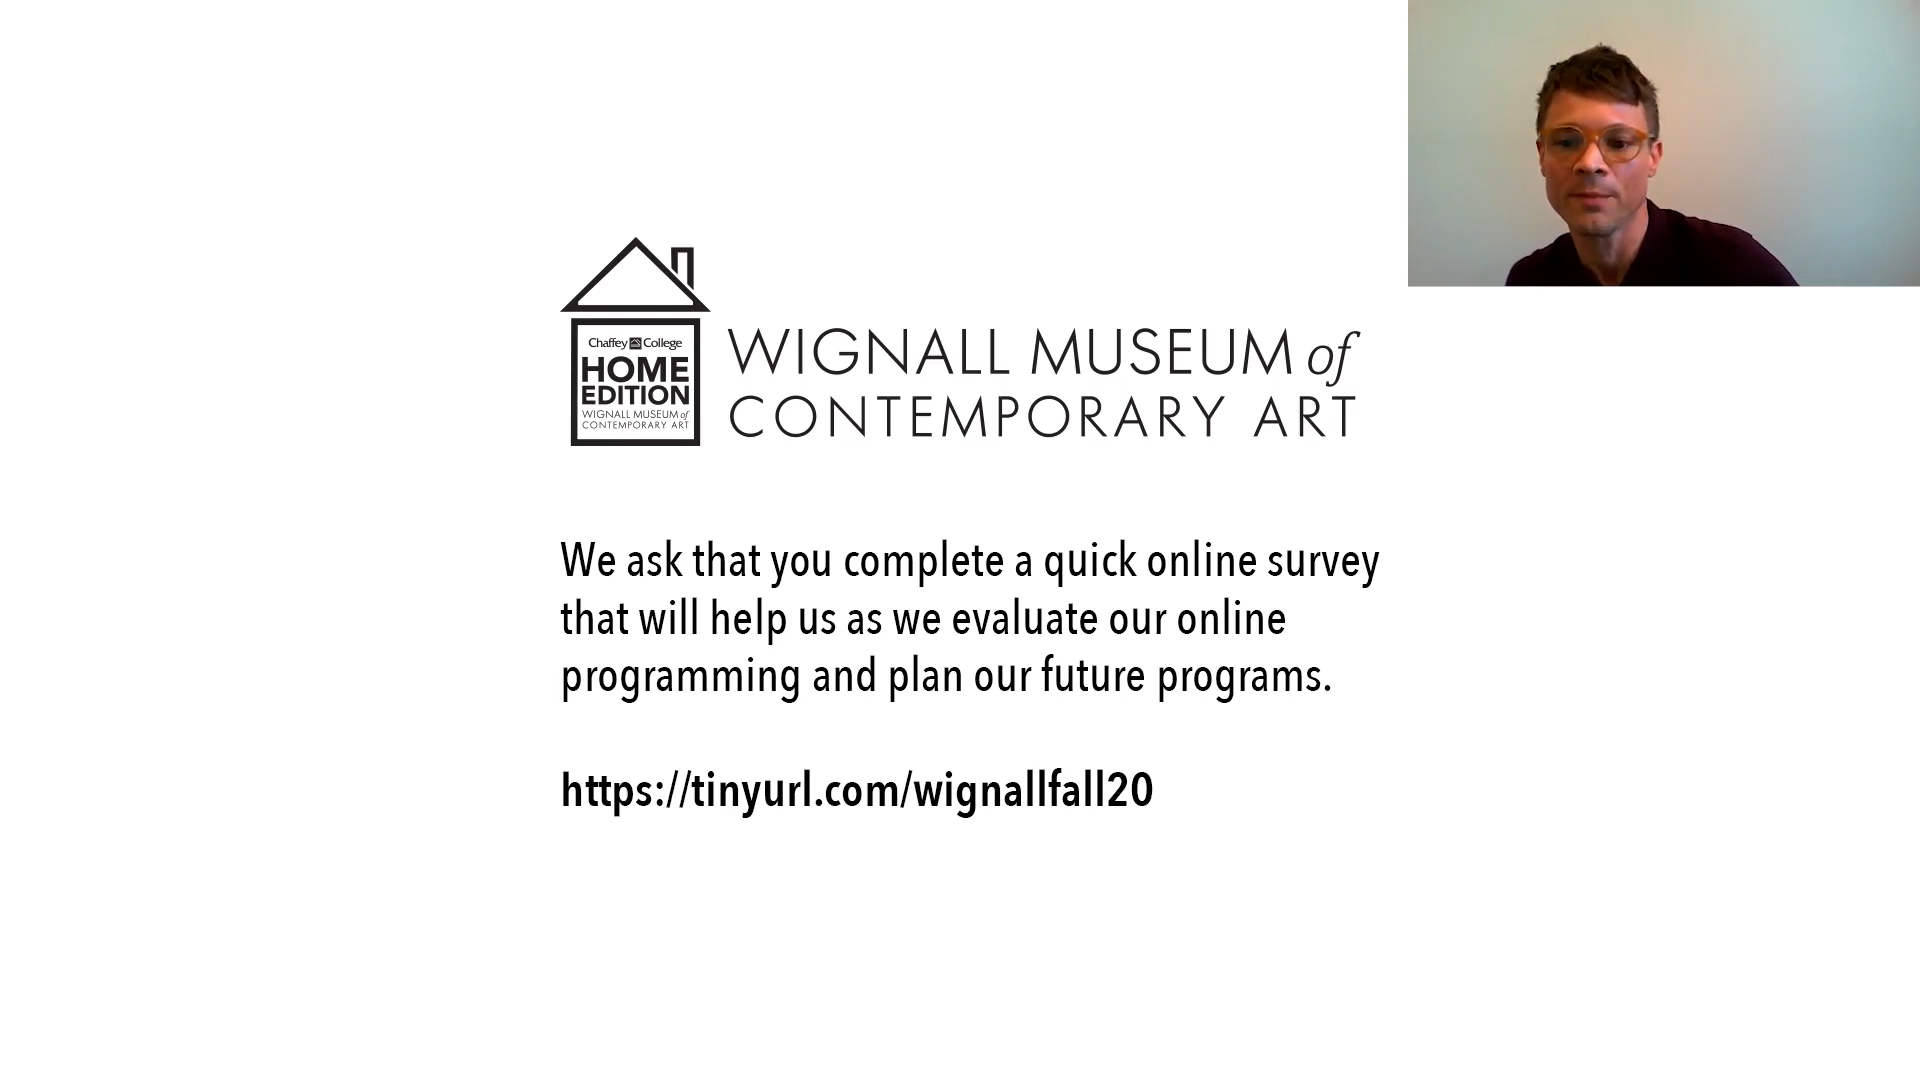 Chaffey College
HOME
EDITION
WIGNALL MUSEUM of
CONTEMPORARY ART
WIGNALL MUSEUM of
CONTEMPORARY ART
We ask that you complete a quick online survey
that will help us as we evaluate our online
programming and plan our future programs.
https://tinyurl.com/wignallfall20